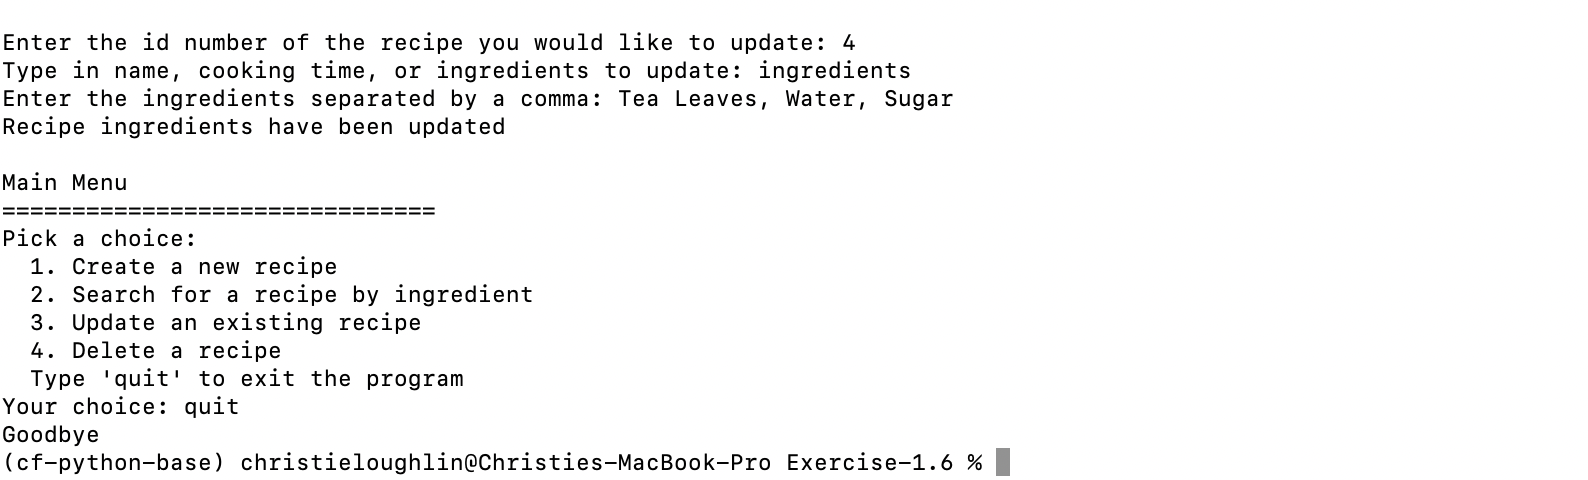 Enter the id number of the recipe you would like to update: 4
Type in name, cooking time, or ingredients to update: ingredients
Enter the ingredients separated by a comma: Tea Leaves, Water, Sugar
Recipe ingredients have been updated

Main Menu
===============================
Pick a choice:
  1. Create a new recipe
  2. Search for a recipe by ingredient
  3. Update an existing recipe
  4. Delete a recipe
  Type 'quit' to exit the program
Your choice: quit
Goodbye
(cf-python-base) christieloughlin@Christies-MacBook-Pro Exercise-1.6 %